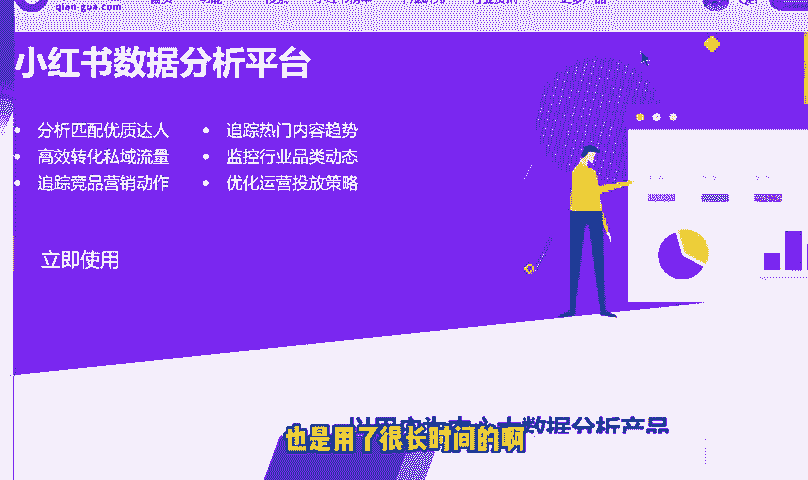 qian-gua.com
小红书数据分析平台
分析匹配优质达人
追踪热门内容趋势
高效转化私域流量
监控行业品类动态
追踪竞品营销动作
优化运营投放策略
立即使用
数据分析产品
也是用了很长时间的啊